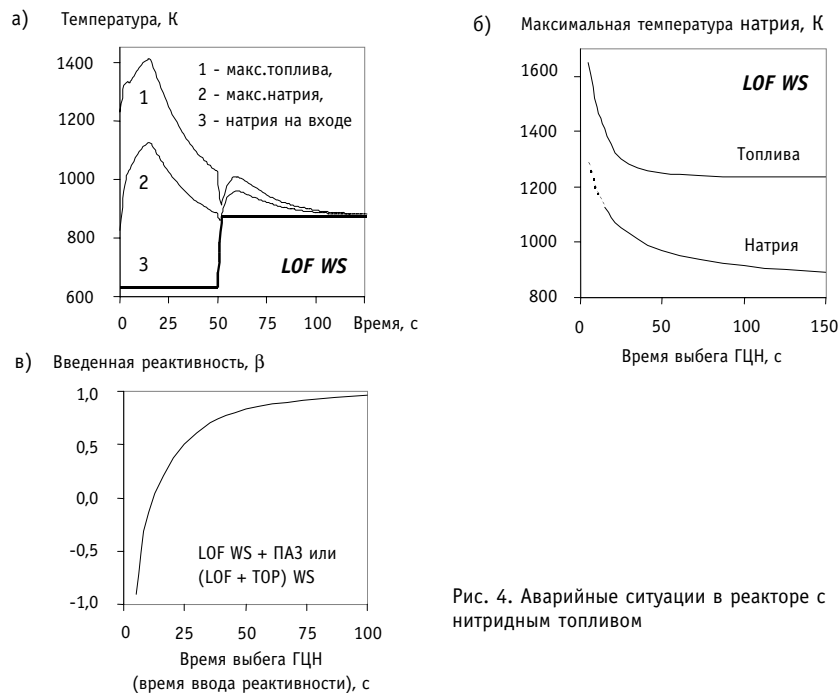 а) Температура, К
1400
1200
1000
800
600
1 - макс.топлива,
2 - макс.натрия,
3 - натрия на входе
1
2
3
LOF WS
0 25 50 75 100 Время, с
б) Максимальная температура натрия, К
1600
1400
1200
1000
800
LOF WS
Топлива
Натрия
0 50 100 150
Время выбега ГЦН, с
в) Введенная реактивность, β
1,0
0,5
0,0
-0,5
-1,0
LOF WS + ПАЗ или
(LOF + TOP) WS
0 25 50 75 100
Время выбега ГЦН
(время ввода реактивности), с
Рис. 4. Аварийные ситуации в реакторе с
нитридным топливом